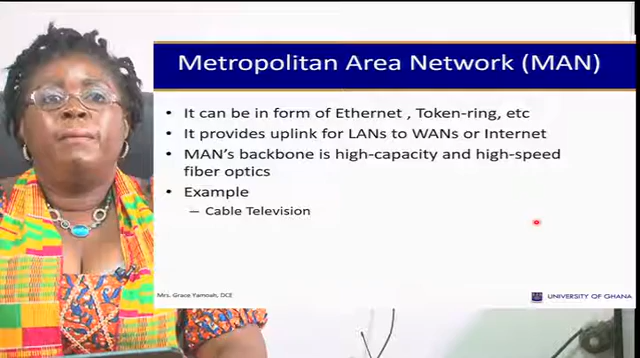 Metropolitan Area Network (MAN)
• It can be in form of Ethernet , Token-ring, etc
• It provides uplink for LANs to WANs or Internet
• MAN's backbone is high-capacity and high-speed
fiber optics
• Example
– Cable Television
Mrs. Grace Yamoah, DCE
UNIVERSITY OF GHANA